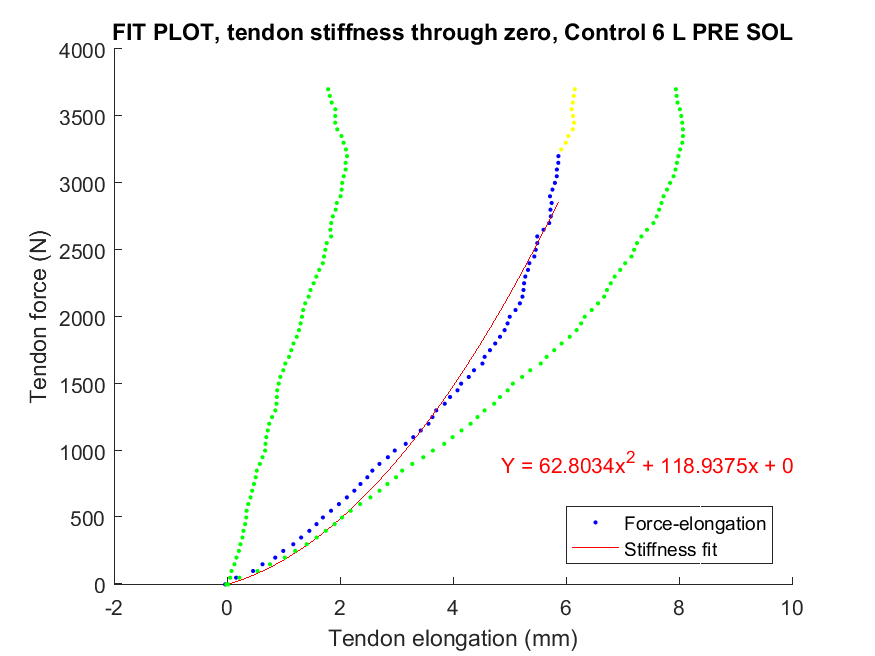 FIT PLOT, tendon stiffness through zero, Control 6 L PRE SOL
4000
3500
3000
2500
2000
1500
1000
500
0
Tendon force (N)
Y = 62.8034x² + 118.9375x + 0
Force-elongation
Stiffness fit
-2 0 2 4 6 8 10
Tendon elongation (mm)